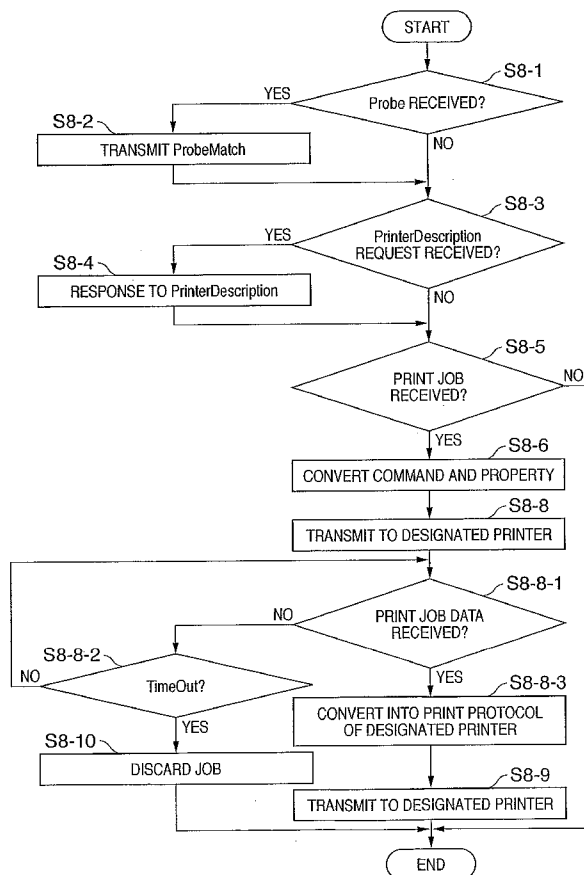 START
S8-1
YES
Probe RECEIVED?
S8-2
TRANSMIT ProbeMatch
NO
S8-3
YES
PrinterDescription
REQUEST RECEIVED?
S8-4
RESPONSE TO PrinterDescription
NO
S8-5
PRINT JOB
RECEIVED?
NO
YES
S8-6
CONVERT COMMAND AND PROPERTY
S8-8
TRANSMIT TO DESIGNATED PRINTER
S8-8-1
NO
PRINT JOB DATA
RECEIVED?
S8-8-2
NO
TimeOut?
YES
S8-8-3
CONVERT INTO PRINT PROTOCOL
OF DESIGNATED PRINTER
YES
S8-10
DISCARD JOB
S8-9
TRANSMIT TO DESIGNATED PRINTER
END